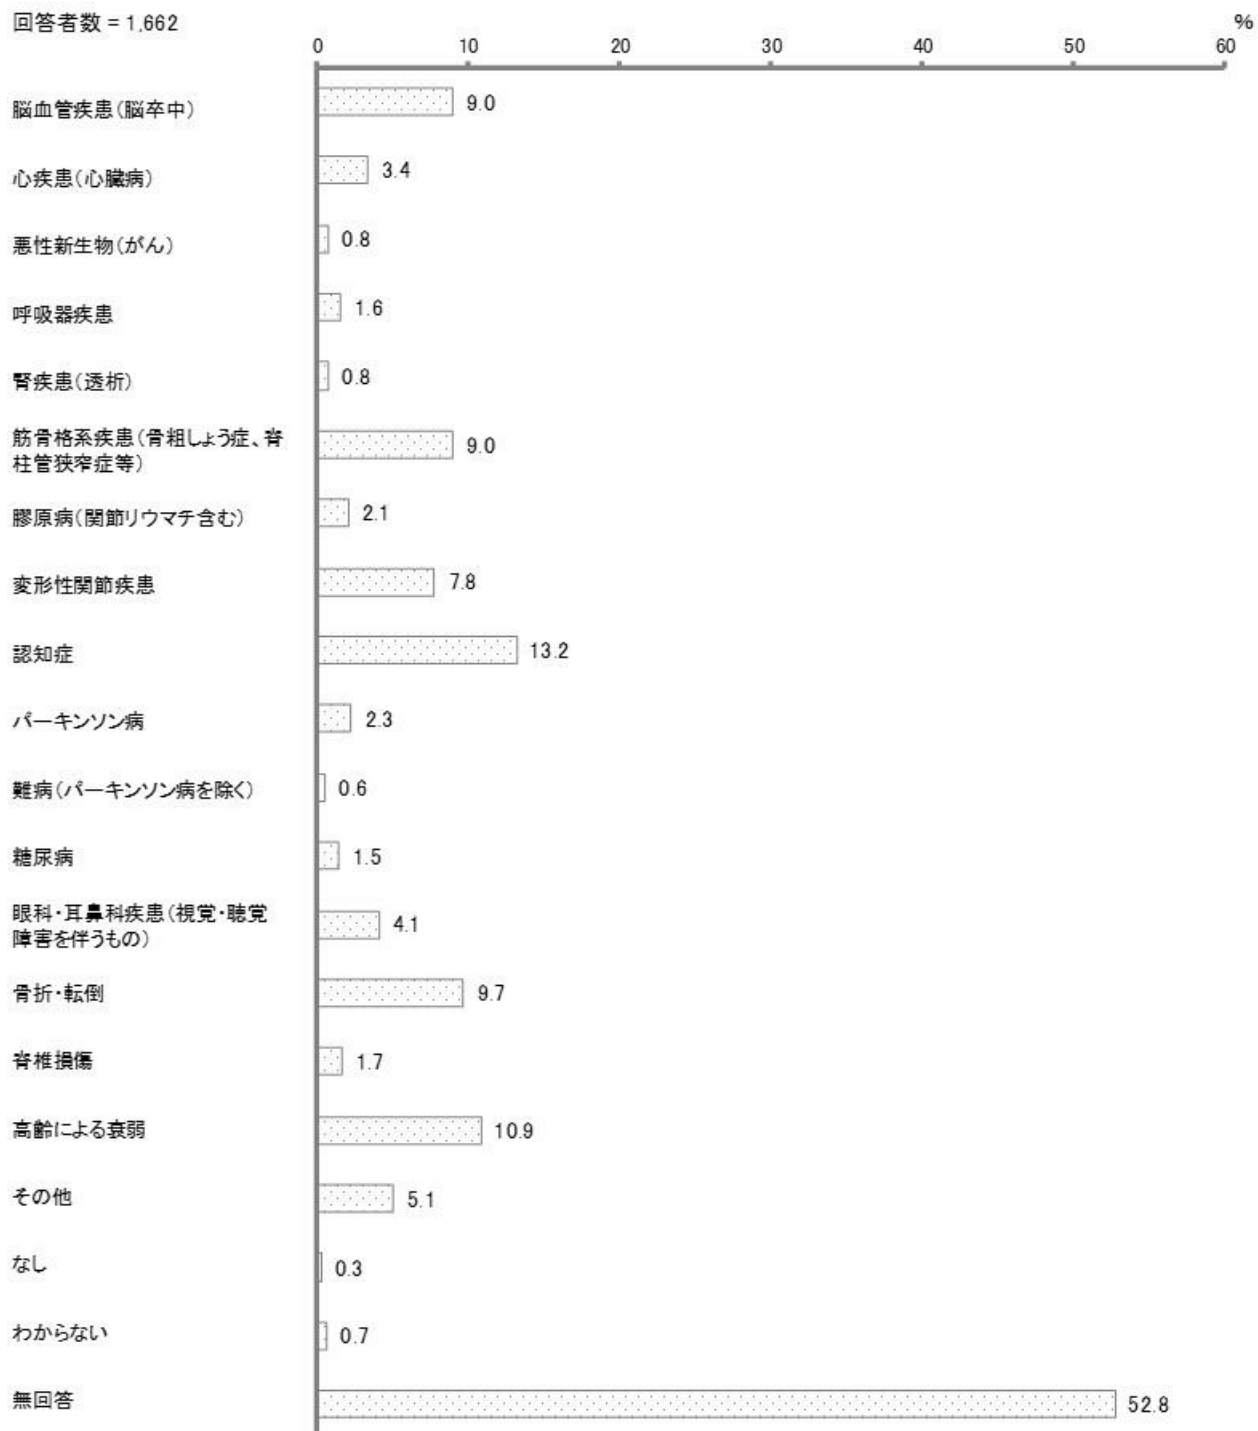 回答者数 = 1,662
%
0 10 20 30 40 50 60
脳血管疾患(脳卒中) 9.0
心疾患(心臓病) 3.4
悪性新生物(がん) 0.8
呼吸器疾患 1.6
腎疾患(透析) 0.8
筋骨格系疾患(骨粗しょう症、脊
柱管狭窄症等) 9.0
膠原病(関節リウマチ含む) 2.1
変形性関節疾患 7.8
認知症 13.2
パーキンソン病 2.3
難病(パーキンソン病を除く) 0.6
糖尿病 1.5
眼科・耳鼻科疾患(視覚・聴覚
障害を伴うもの) 4.1
骨折・転倒 9.7
脊椎損傷 1.7
高齢による衰弱 10.9
その他 5.1
なし 0.3
わからない 0.7
無回答 52.8